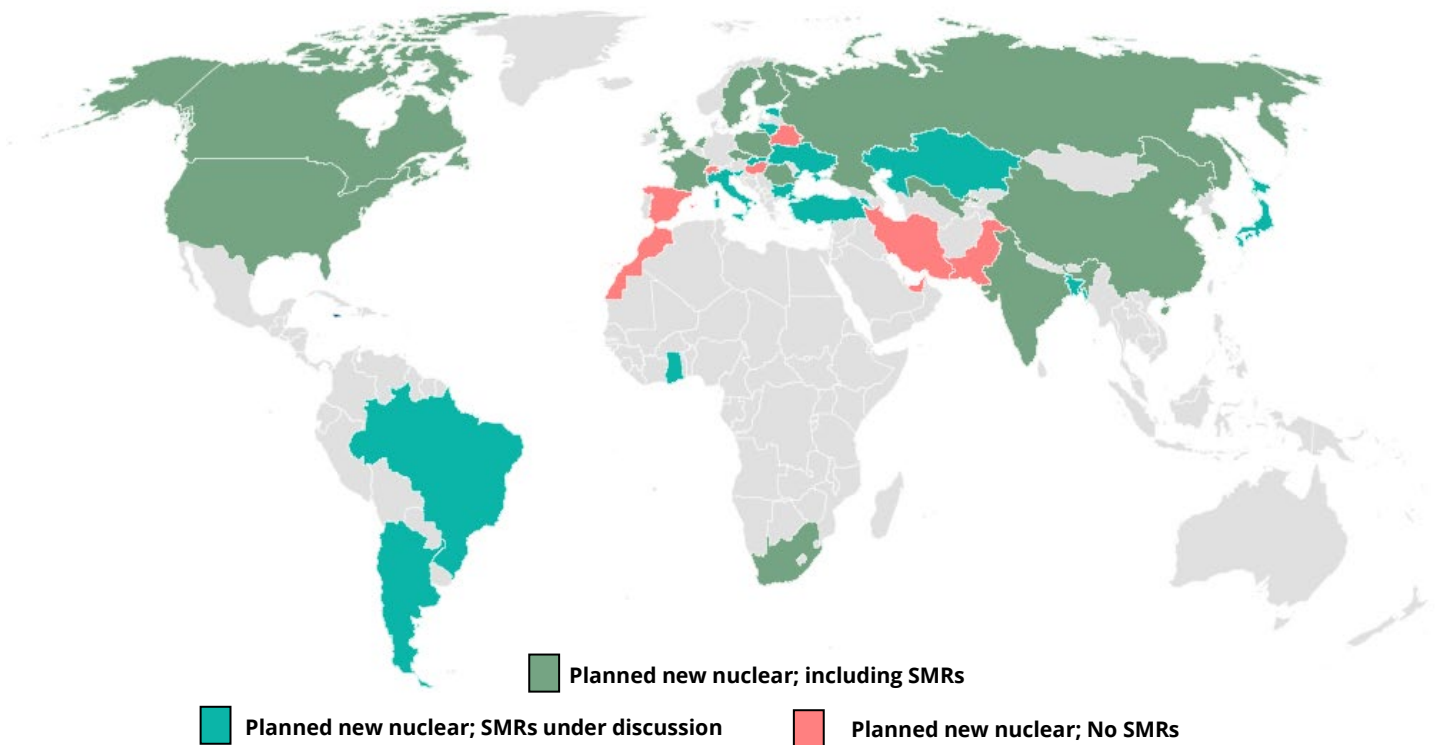 Planned new nuclear; including SMRs
Planned new nuclear; SMRs under discussion
Planned new nuclear; No SMRs